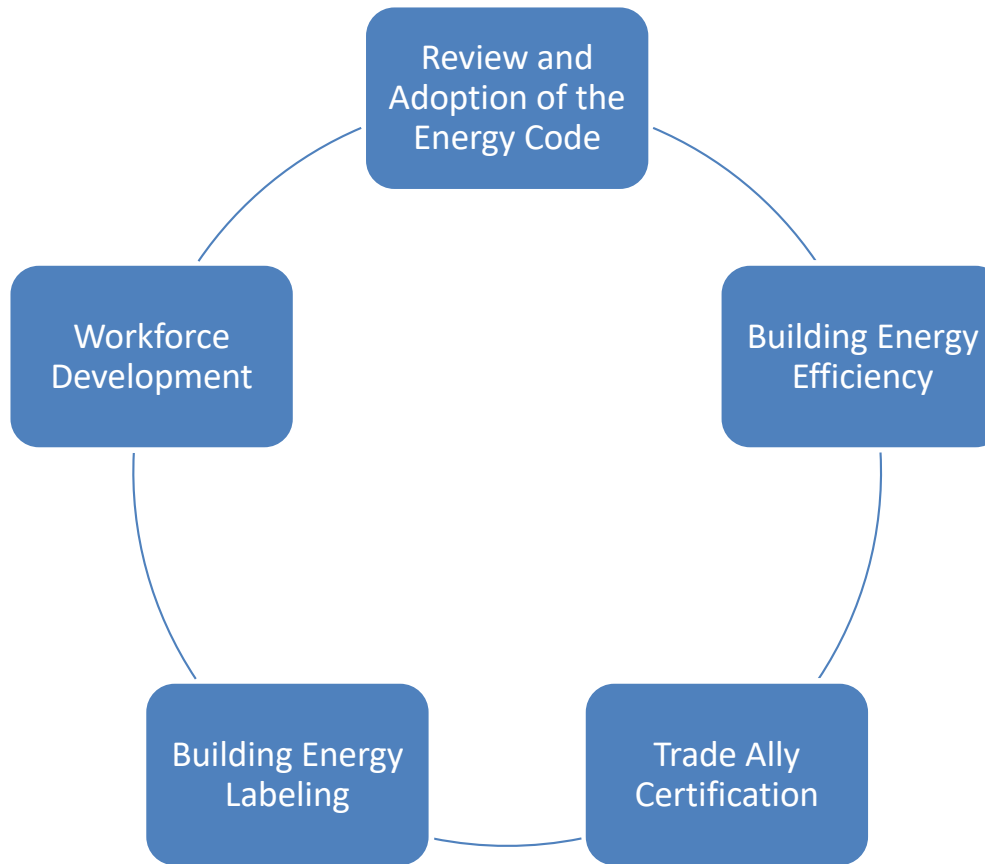 Review and
Adoption of the
Energy Code
Workforce
Development
Building Energy
Efficiency
Building Energy
Labeling
Trade Ally
Certification